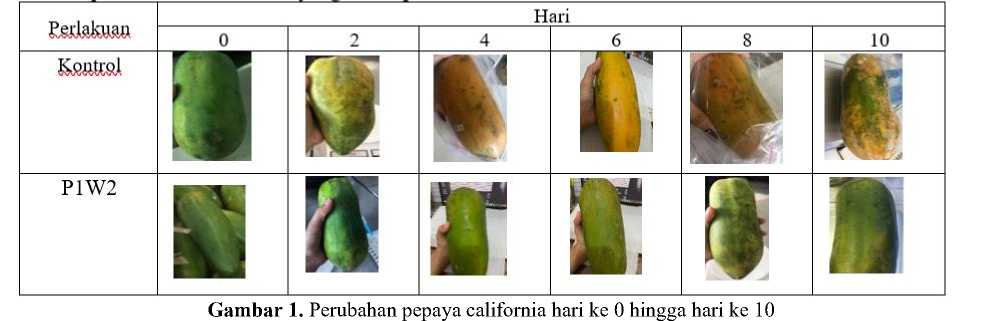 Perlakuan
Hari
0 2 4 6 8 10
Kontrol
P1W2
Gambar 1. Perubahan pepaya california hari ke 0 hingga hari ke 10